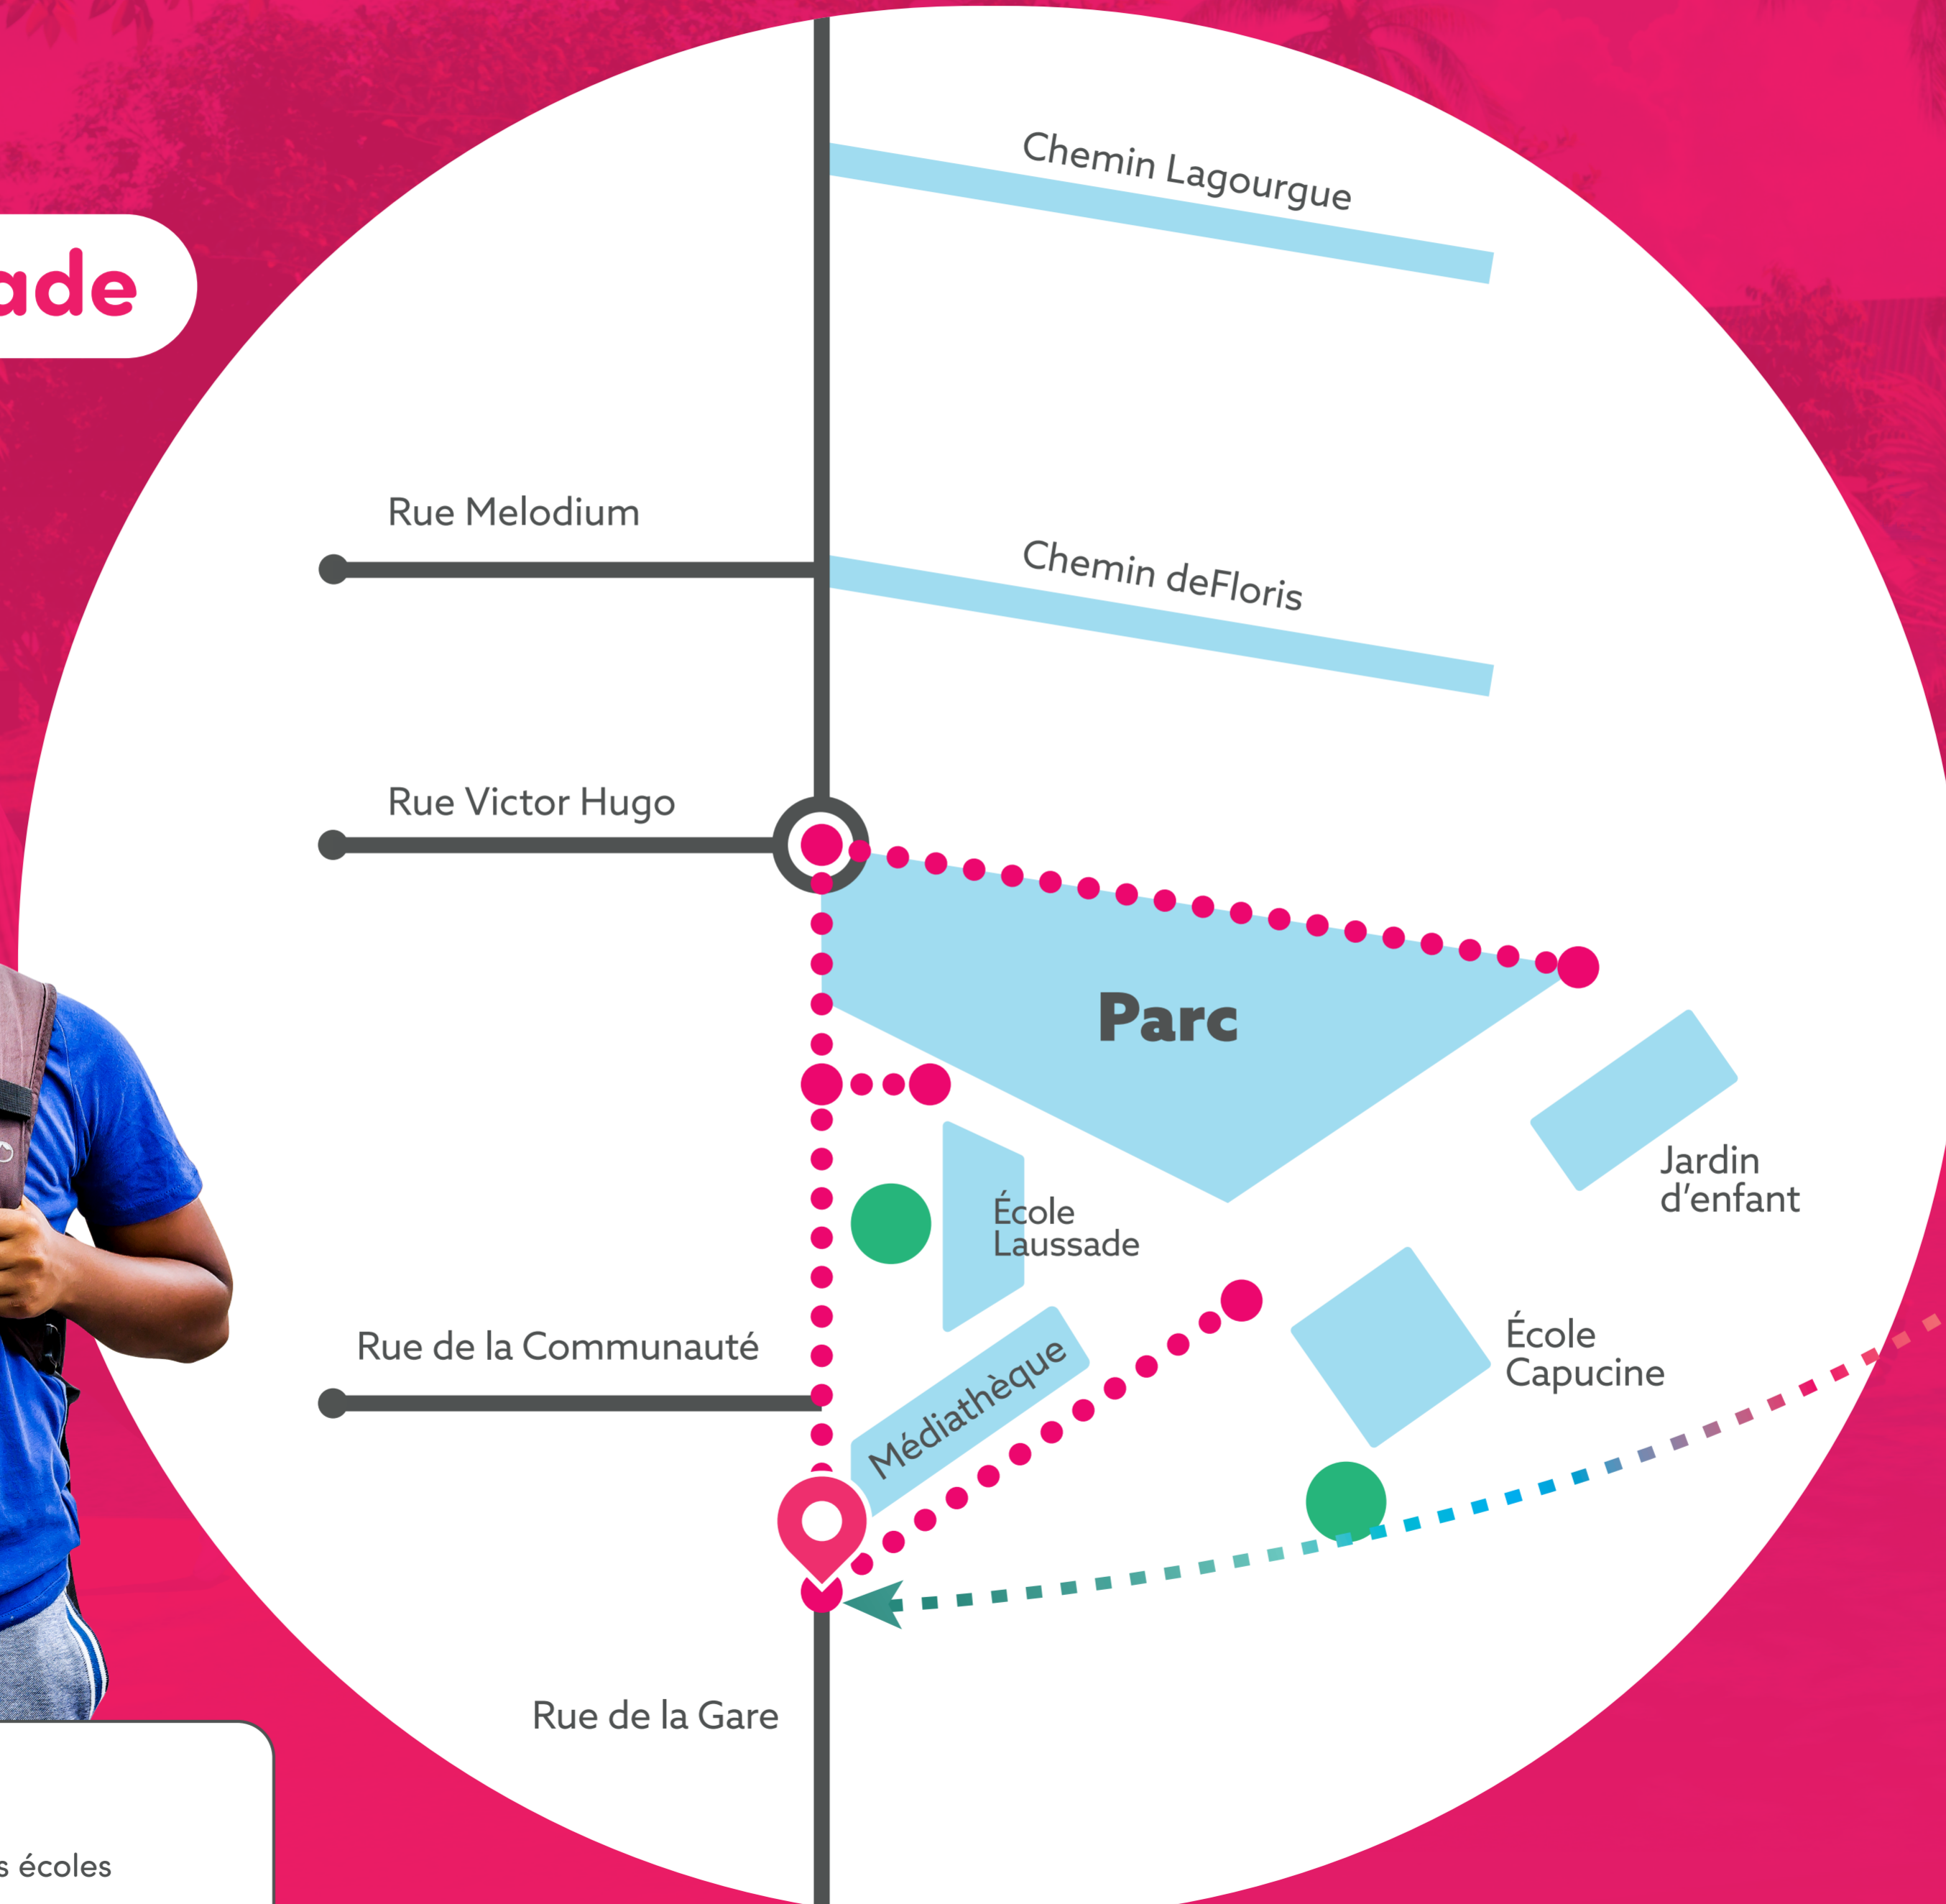 Chemin Lagourgue
ade
Rue Melodium
Chemin deFloris
Rue Victor Hugo
Parc
Jardin
d'enfant
École
Laussade
Rue de la Communauté
Médiathèque
École
Capucine
Rue de la Gare
s écoles